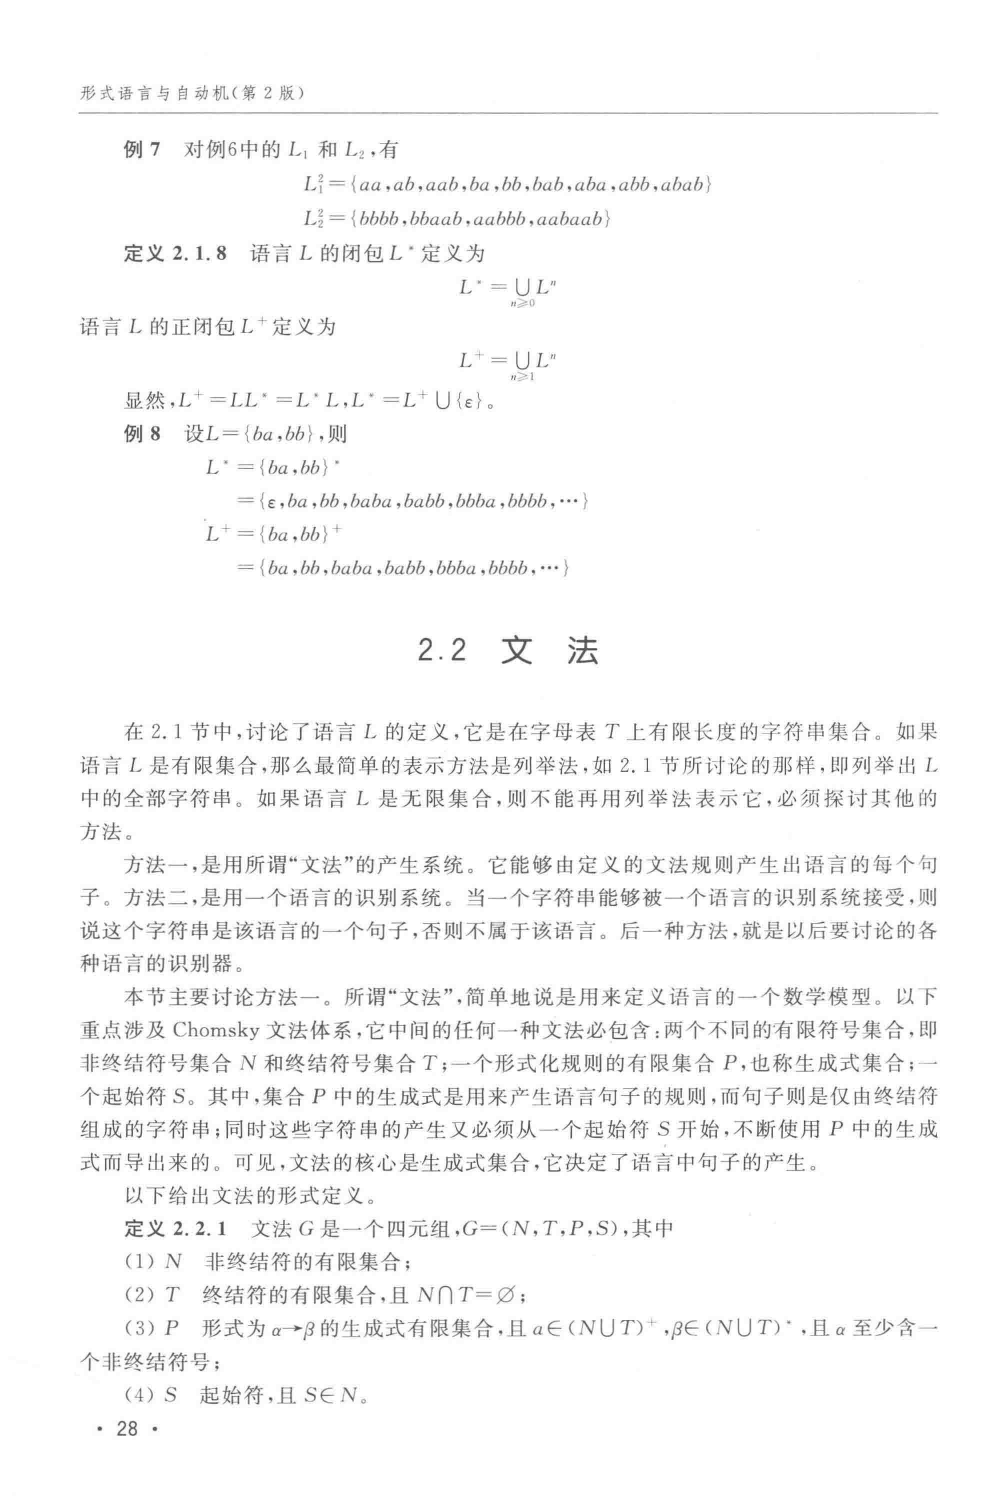 形式语言与自动机(第 2 版)
例 7 对例6中的 L₁ 和 L₂,有
L₁²={aa,ab,aab,ba,bb,bab,aba,abb,abab}
L₂²={bbbb,bbaab,aabbb,aabaab}
定义 2.1.8 语言 L 的闭包 L* 定义为
L* = ⋃ Lⁿ
n≥0
语言 L 的正闭包 L⁺ 定义为
L⁺ = ⋃ Lⁿ
n≥1
显然,L⁺=LL*=L*L,L*=L⁺∪{ε}。
例 8 设L={ba,bb},则
L*={ba,bb}*
={ε,ba,bb,baba,babb,bbba,bbbb,…}
L⁺={ba,bb}⁺
={ba,bb,baba,babb,bbba,bbbb,…}
2.2 文 法
在 2.1 节中,讨论了语言 L 的定义,它是在字母表 T 上有限长度的字符串集合。如果
语言 L 是有限集合,那么最简单的表示方法是列举法,如 2.1 节所讨论的那样,即列举出 L
中的全部字符串。如果语言 L 是无限集合,则不能再用列举法表示它,必须探讨其他的
方法。
方法一,是用所谓“文法”的产生系统。它能够由定义的文法规则产生出语言的每个句
子。方法二,是用一个语言的识别系统。当一个字符串能够被一个语言的识别系统接受,则
说这个字符串是该语言的一个句子,否则不属于该语言。后一种方法,就是以后要讨论的各
种语言的识别器。
本节主要讨论方法一。所谓“文法”,简单地说是用来定义语言的一个数学模型。以下
重点涉及 Chomsky 文法体系,它中间的任何一种文法必包含:两个不同的有限符号集合,即
非终结符号集合 N 和终结符号集合 T;一个形式化规则的有限集合 P,也称生成式集合;一
个起始符 S。其中,集合 P 中的生成式是用来产生语言句子的规则,而句子则是仅由终结符
组成的字符串;同时这些字符串的产生又必须从一个起始符 S 开始,不断使用 P 中的生成
式而导出来的。可见,文法的核心是生成式集合,它决定了语言中句子的产生。
以下给出文法的形式定义。
定义 2.2.1 文法 G 是一个四元组,G=(N,T,P,S),其中
(1) N 非终结符的有限集合;
(2) T 终结符的有限集合,且 N∩T=∅;
(3) P 形式为 α→β 的生成式有限集合,且 a∈(N∪T)⁺,β∈(N∪T)*,且 α 至少含一
个非终结符号;
(4) S 起始符,且 S∈N。
· 28 ·